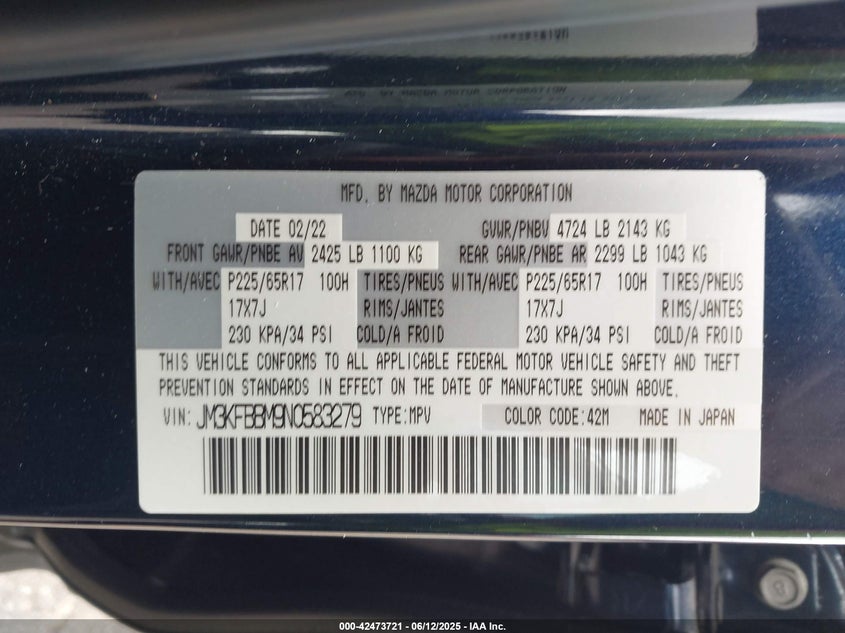 MFD. BY MAZDA MOTOR CORPORATION
DATE 02/22 GVWR/PNBV 4724 LB 2143 KG
FRONT GAWR/PNBE AV 2425 LB 1100 KG REAR GAWR/PNBE AR 2299 LB 1043 KG
WITH/AVEC P225/65R17 100H TIRES/PNEUS WITH/AVEC P225/65R17 100H TIRES/PNEUS
17X7J RIMS/JANTES 17X7J RIMS/JANTES
230 KPA/34 PSI COLD/A FROID 230 KPA/34 PSI COLD/A FROID
THIS VEHICLE CONFORMS TO ALL APPLICABLE FEDERAL MOTOR VEHICLE SAFETY AND THEFT
PREVENTION STANDARDS IN EFFECT ON THE DATE OF MANUFACTURE SHOWN ABOVE.
VIN: JM3KFBBM9N0583279 TYPE:MPV COLOR CODE:42M MADE IN JAPAN
000-42473721 - 06/12/2025 - IAA Inc.